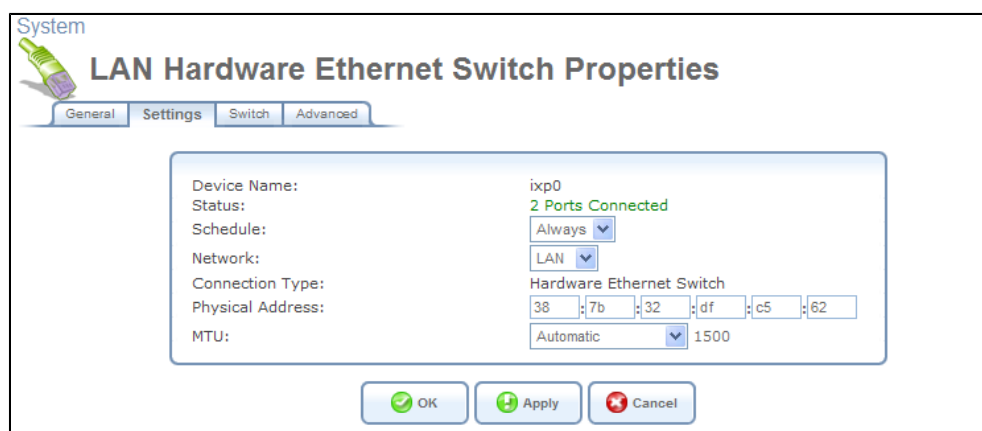 System
LAN Hardware Ethernet Switch Properties
General Settings Switch Advanced
Device Name: ixp0
Status: 2 Ports Connected
Schedule: Always
Network: LAN
Connection Type: Hardware Ethernet Switch
Physical Address: 38 : 7b : 32 : df : c5 : 62
MTU: Automatic 1500
OK Apply Cancel